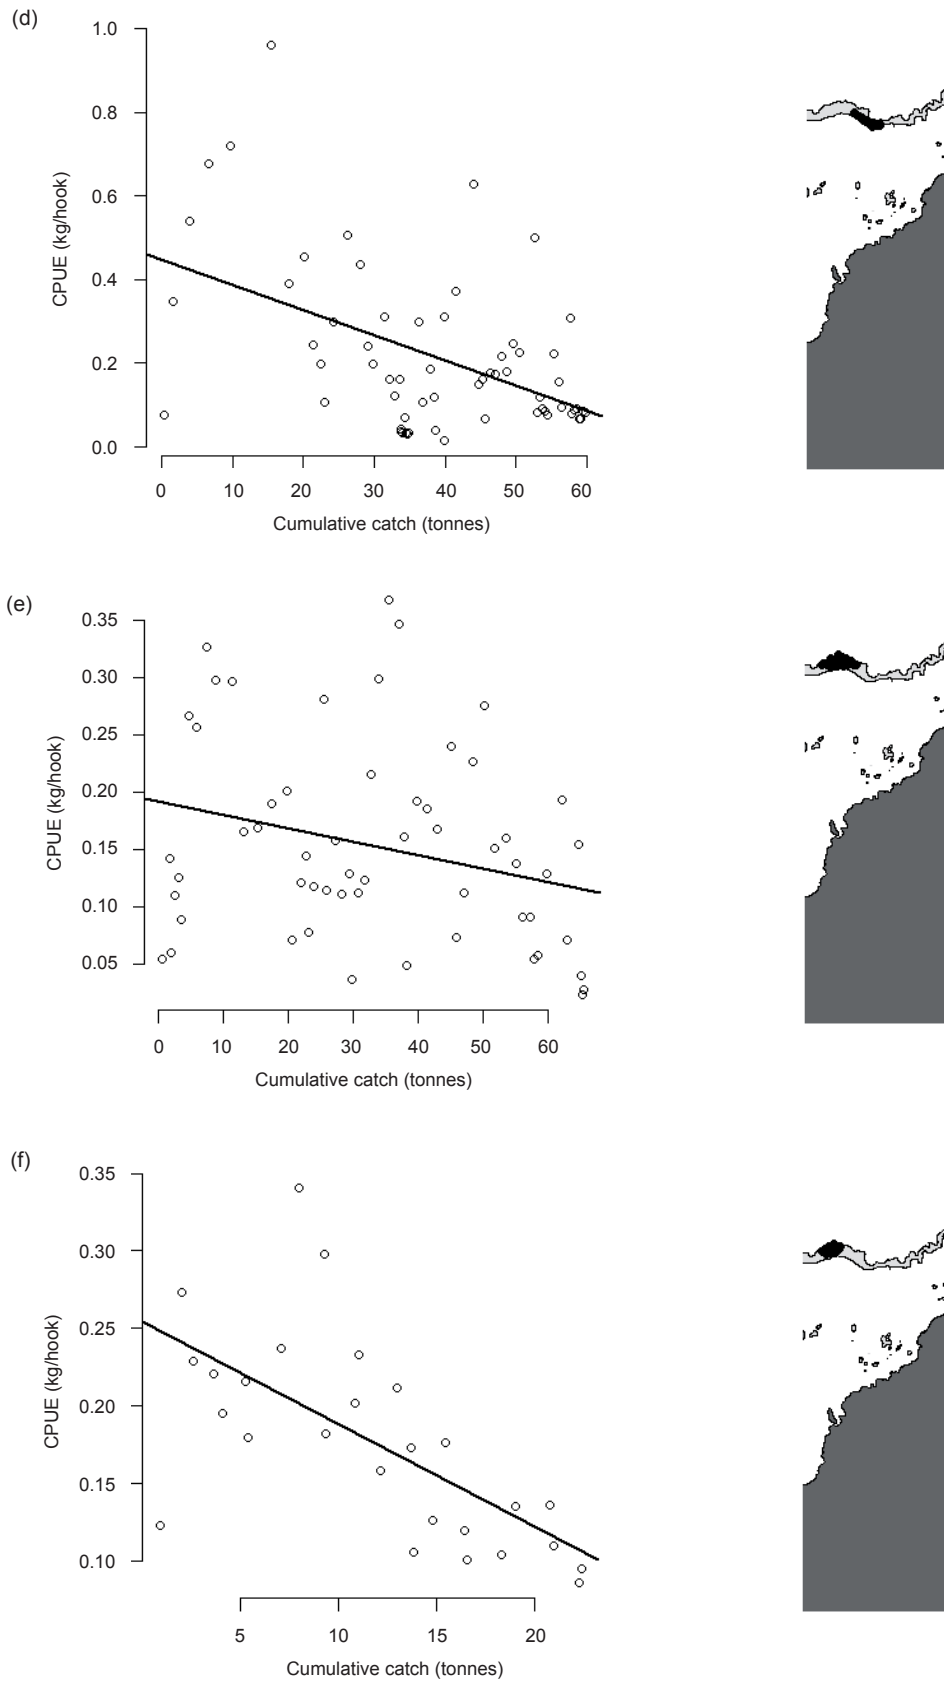 (d)
1.0
0.8
0.6
0.4
0.2
0.0
CPUE (kg/hook)
0 10 20 30 40 50 60
Cumulative catch (tonnes)
(e)
0.35
0.30
0.25
0.20
0.15
0.10
0.05
CPUE (kg/hook)
0 10 20 30 40 50 60
Cumulative catch (tonnes)
(f)
0.35
0.30
0.25
0.20
0.15
0.10
CPUE (kg/hook)
5 10 15 20
Cumulative catch (tonnes)